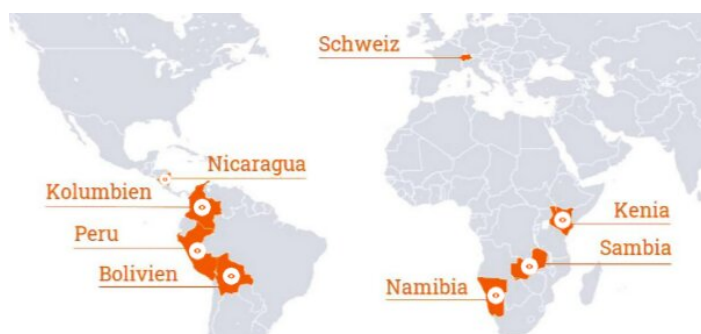 Schweiz
Nicaragua
Kolumbien
Peru
Bolivien
Kenia
Sambia
Namibia